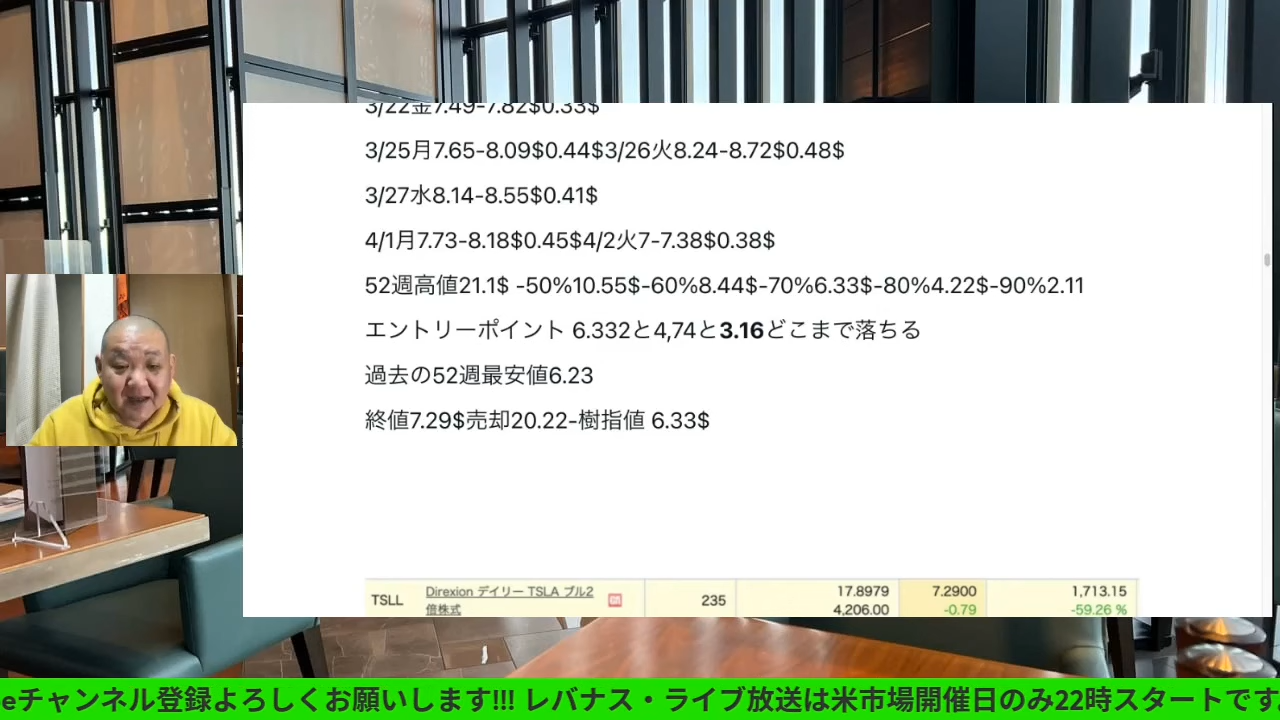 3/22金7.49-7.82$0.33$
3/25月7.65-8.09$0.44$3/26火8.24-8.72$0.48$
3/27水8.14-8.55$0.41$
4/1月7.73-8.18$0.45$4/2火7-7.38$0.38$
52週高値21.1$ -50%10.55$-60%8.44$-70%6.33$-80%4.22$-90%2.11
エントリーポイント 6.332と4,74と3.16どこまで落ちる
過去の52週最安値6.23
終値7.29$売却20.22-樹指値 6.33$
TSLL Direxion デイリー TSLA ブル2倍株式 235 17.8979 7.2900 1,713.15
4,206.00 -0.79 -59.26 %
eチャンネル登録よろしくお願いします!!! レバナス・ライブ放送は米市場開催日のみ22時スタートです